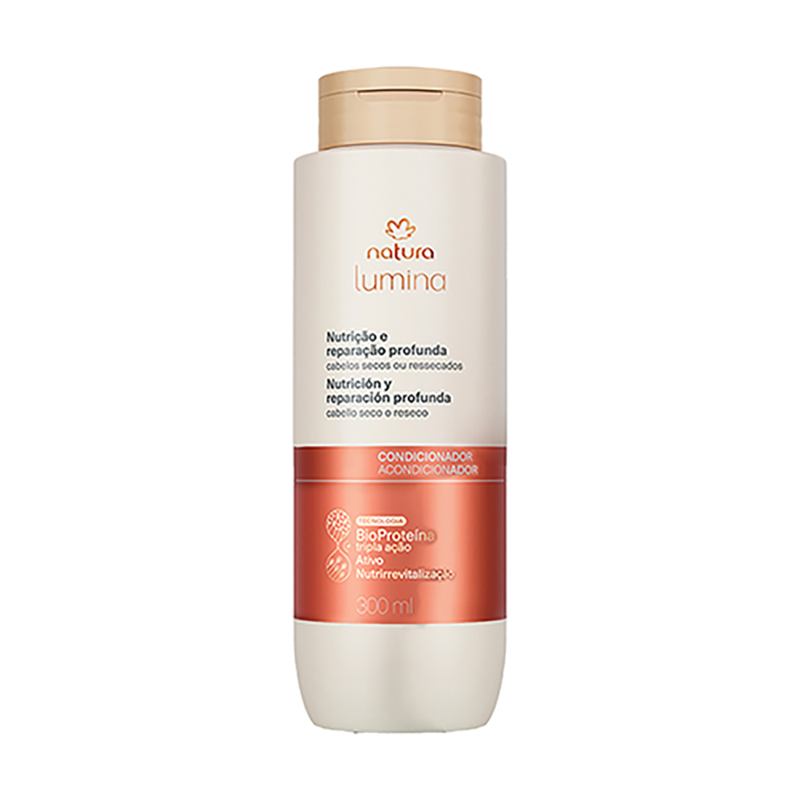 natura
lumina
Nutrição e
reparação profunda
cabelos secos ou ressecados
Nutrición y
reparación profunda
cabello seco o reseco
CONDICIONADOR
ACONDICIONADOR
TECNOLOGIA
BioProteína
tripla ação
Ativo
Nutrirrevitalização
300 ml